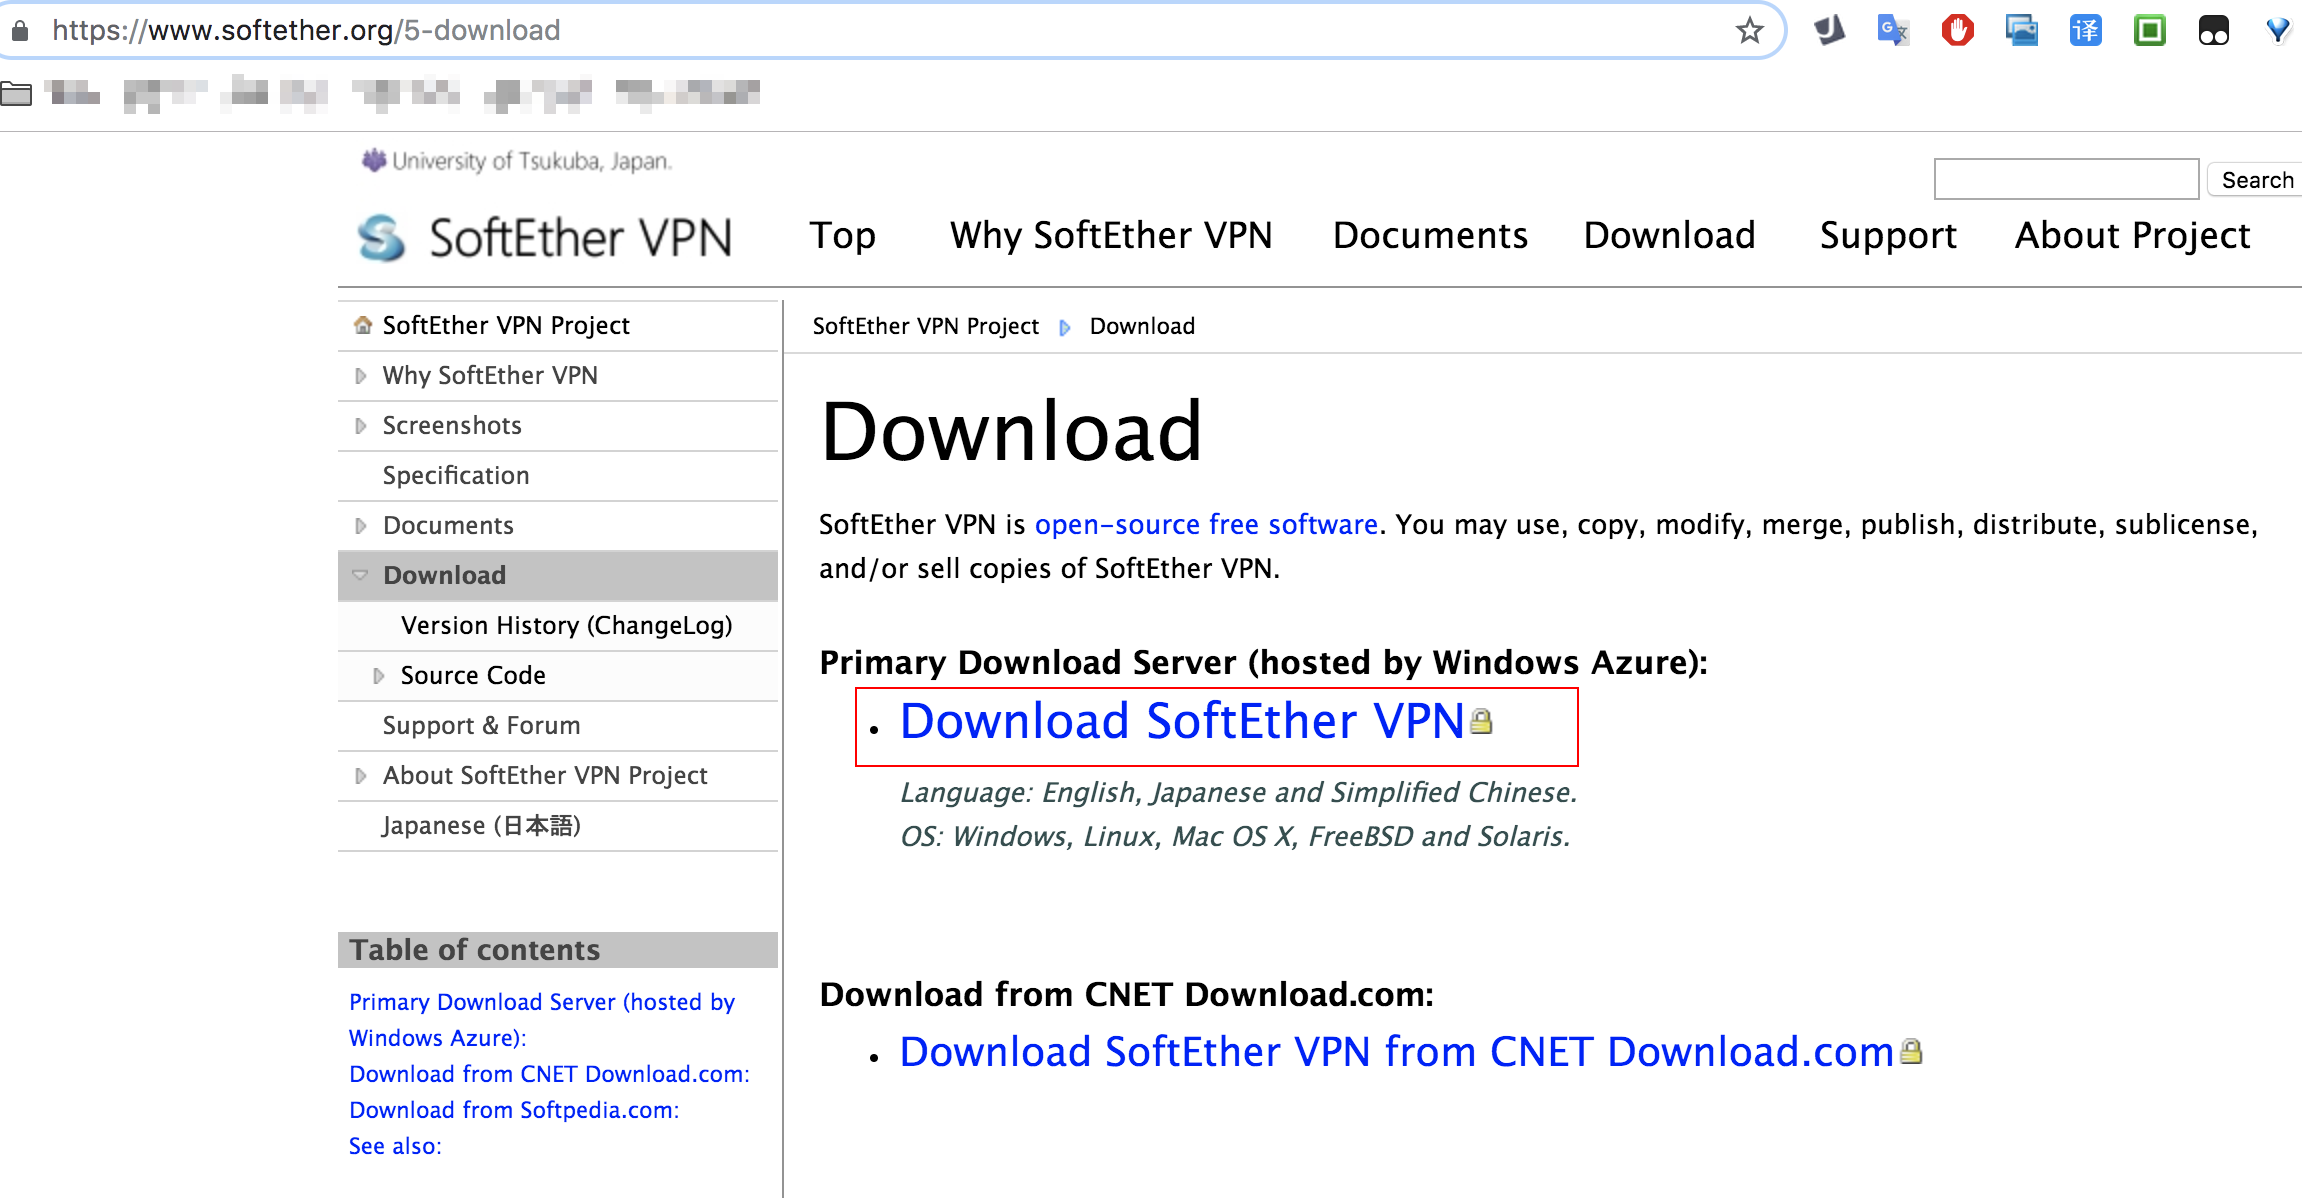 https://www.softether.org/5-download
University of Tsukuba, Japan.
Search
SoftEther VPN
Top
Why SoftEther VPN
Documents
Download
Support
About Project
SoftEther VPN Project
Why SoftEther VPN
Screenshots
Specification
Documents
Download
Version History (ChangeLog)
Source Code
Support & Forum
About SoftEther VPN Project
Japanese (日本語)
Table of contents
Primary Download Server (hosted by
Windows Azure):
Download from CNET Download.com:
Download from Softpedia.com:
See also:
SoftEther VPN Project
Download
Download
SoftEther VPN is open-source free software. You may use, copy, modify, merge, publish, distribute, sublicense,
and/or sell copies of SoftEther VPN.
Primary Download Server (hosted by Windows Azure):
• Download SoftEther VPN
Language: English, Japanese and Simplified Chinese.
OS: Windows, Linux, Mac OS X, FreeBSD and Solaris.
Download from CNET Download.com:
• Download SoftEther VPN from CNET Download.com